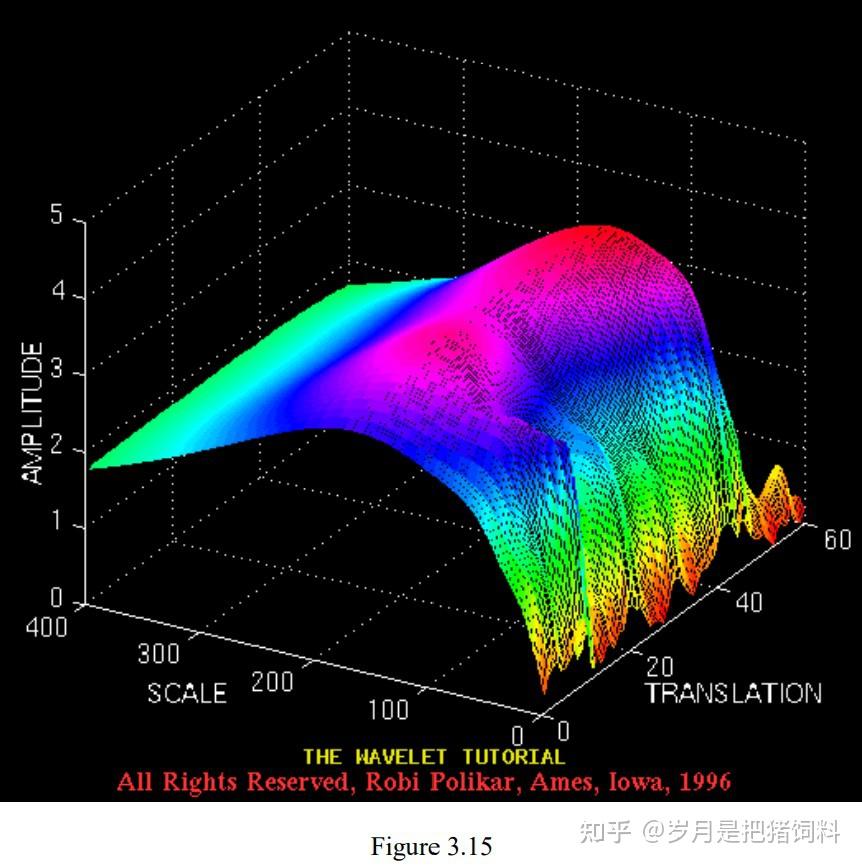 5
4
3
2
1
0
AMPLITUDE
400
300
200
100
0
SCALE
0
20
40
60
TRANSLATION
THE WAVELET TUTORIAL
All Rights Reserved, Robi Polikar, Ames, Iowa, 1996
Figure 3.15
知乎 @岁月是把猪饲料